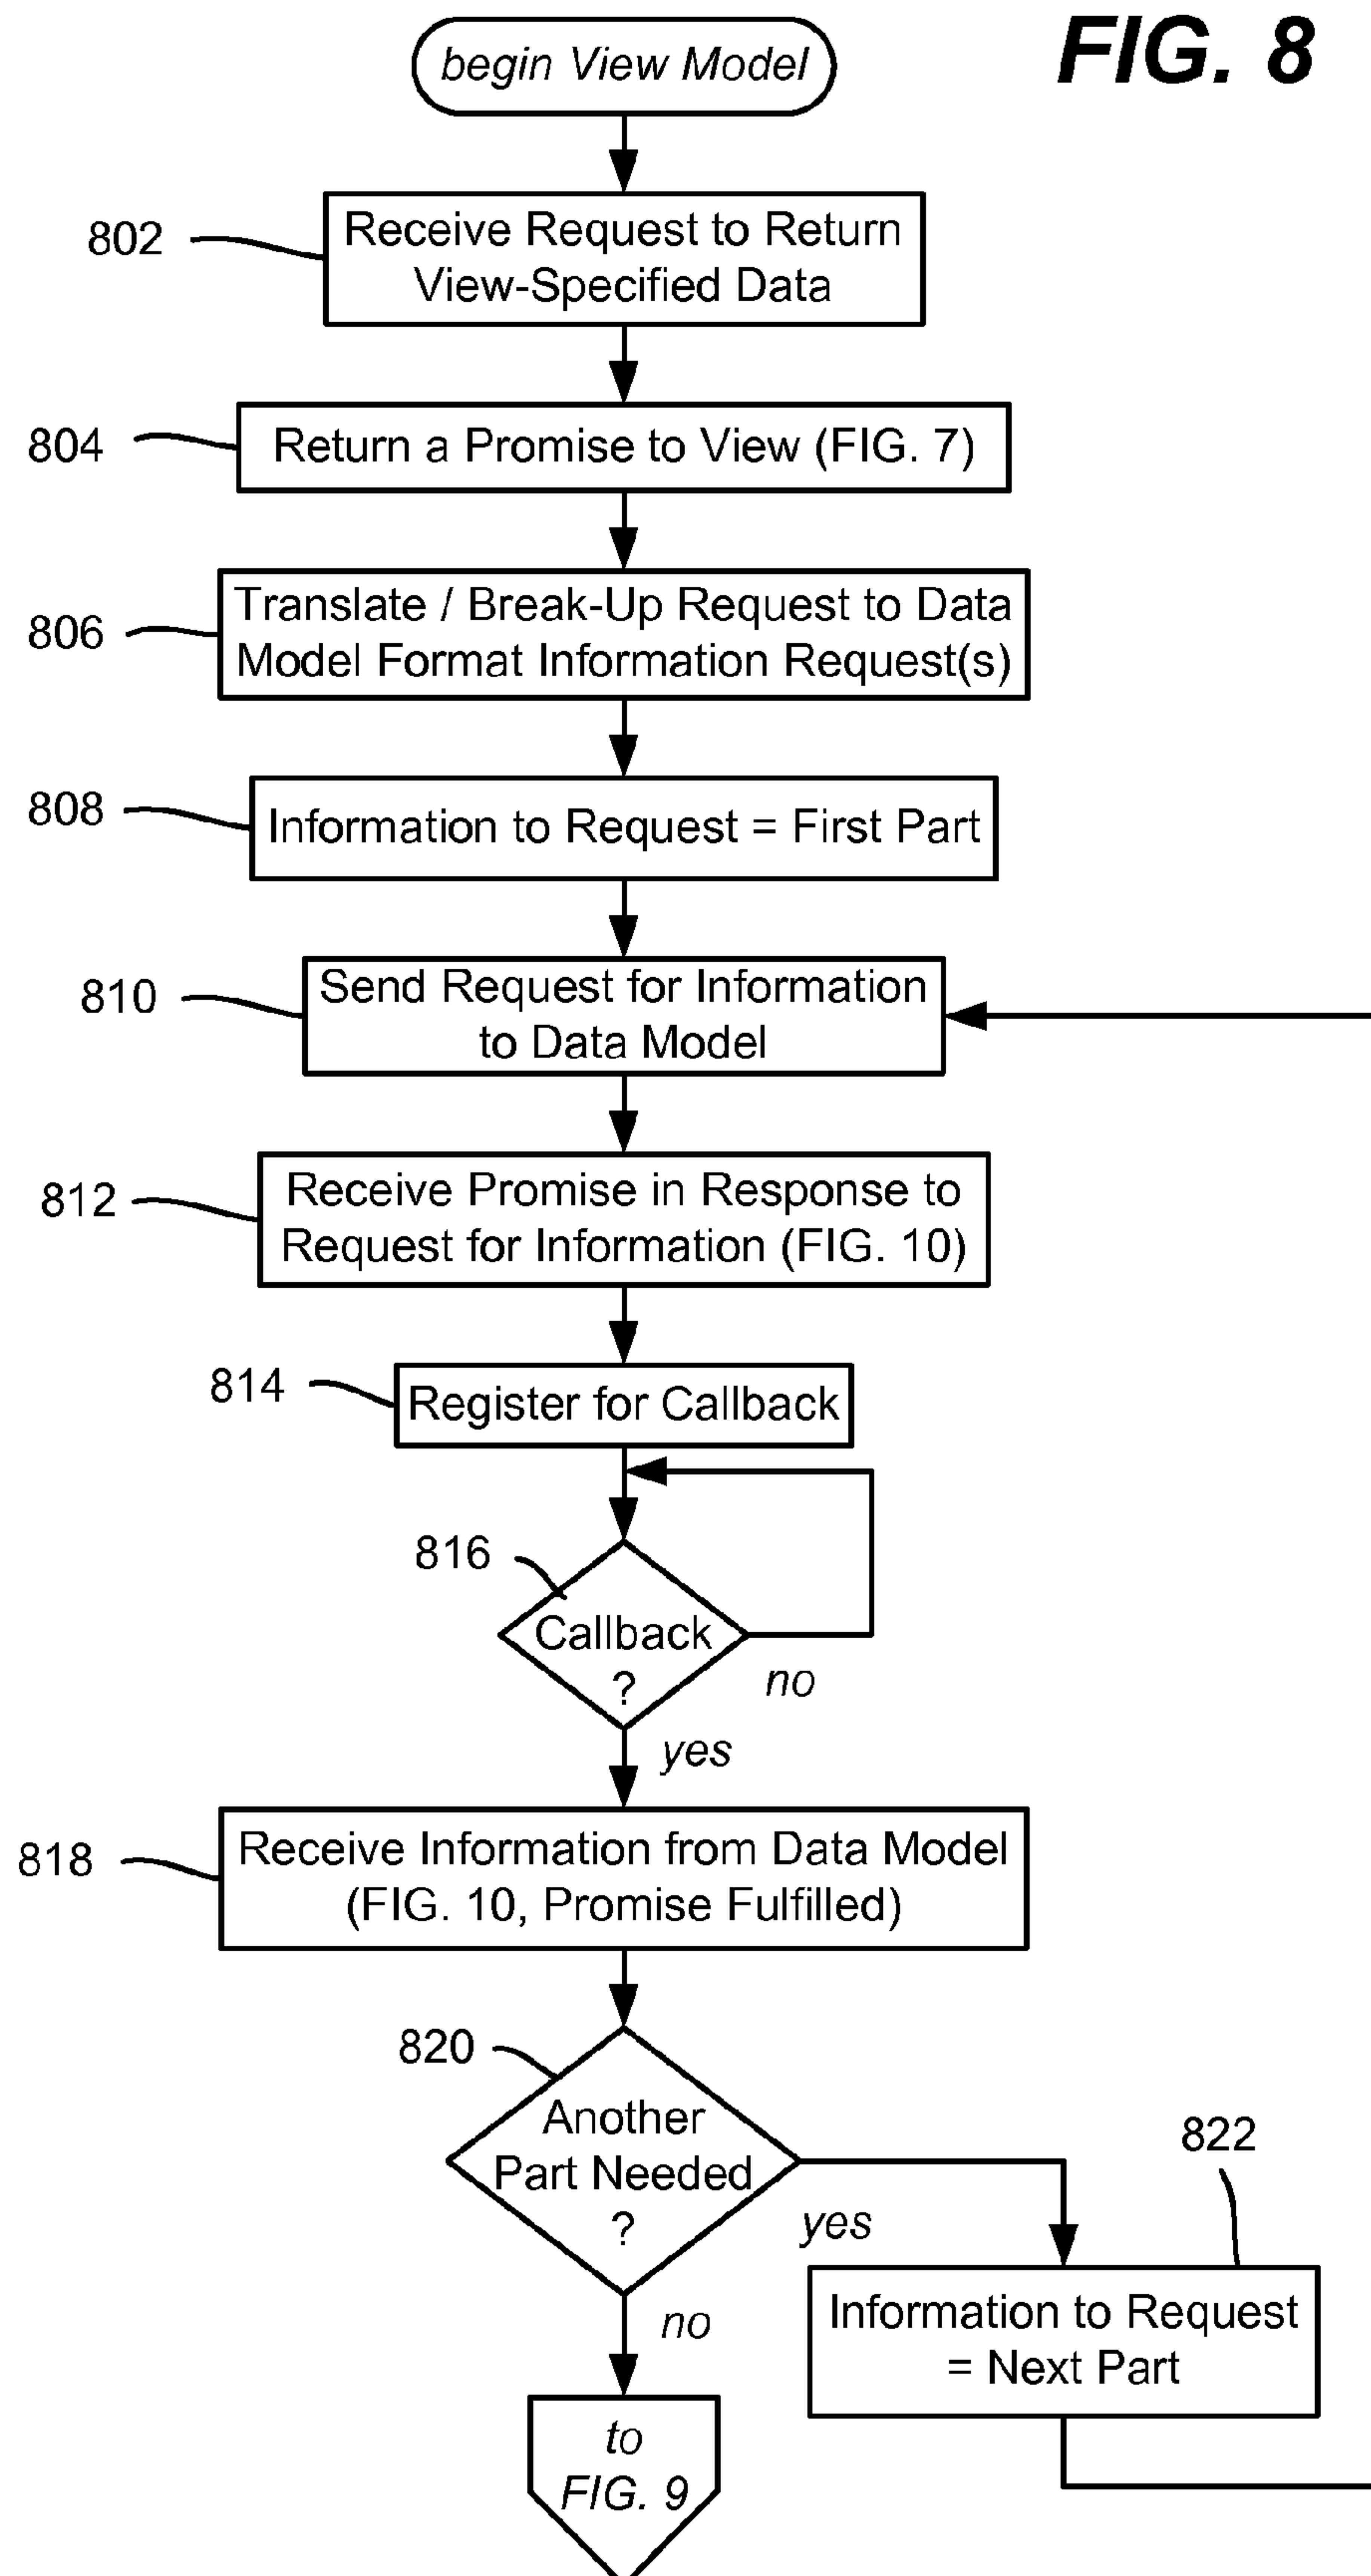 FIG. 8
begin View Model
802
Receive Request to Return
View-Specified Data
804
Return a Promise to View (FIG. 7)
806
Translate / Break-Up Request to Data
Model Format Information Request(s)
808
Information to Request = First Part
810
Send Request for Information
to Data Model
812
Receive Promise in Response to
Request for Information (FIG. 10)
814
Register for Callback
816
Callback
?
no
yes
818
Receive Information from Data Model
(FIG. 10, Promise Fulfilled)
820
Another
Part Needed
?
yes
no
822
Information to Request
= Next Part
to
FIG. 9